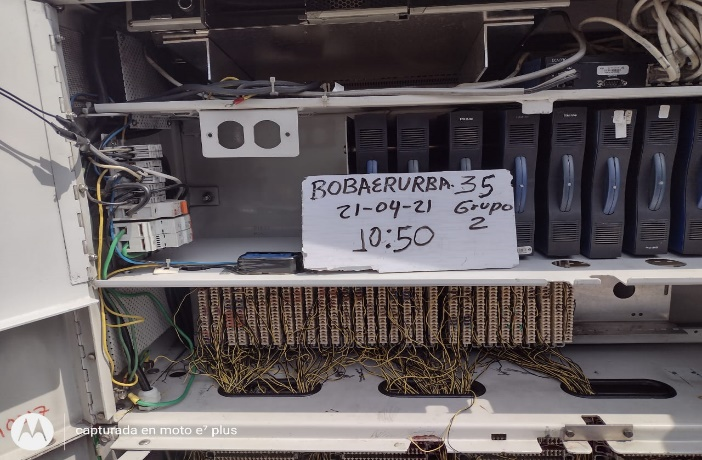 BOBAERURBA-35
21-04-21 Grupo
2
10:50
capturada en moto e⁷ plus